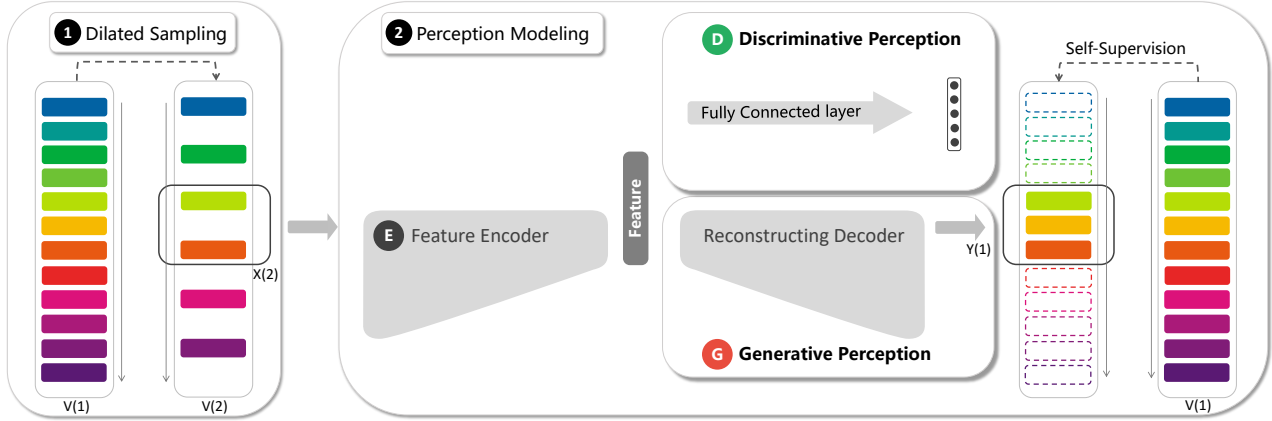 1 Dilated Sampling
V(1)
V(2)
X(2)
2 Perception Modeling
E Feature Encoder
Feature
D Discriminative Perception
Fully Connected layer
Reconstructing Decoder
G Generative Perception
Y(1)
Self-Supervision
V(1)